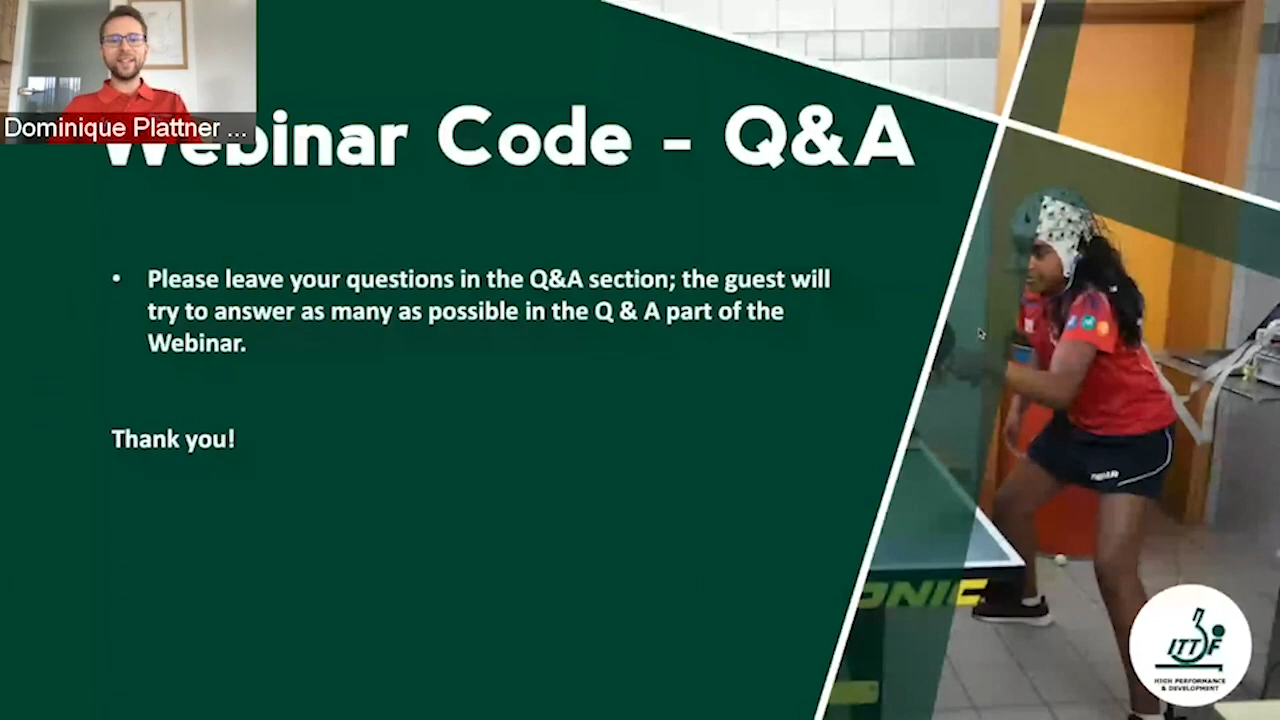 Dominique Plattner ...
Webinar Code - Q&A
• Please leave your questions in the Q&A section; the guest will
try to answer as many as possible in the Q & A part of the
Webinar.
Thank you!
ONIC
ITTF
HIGH PERFORMANCE
& DEVELOPMENT